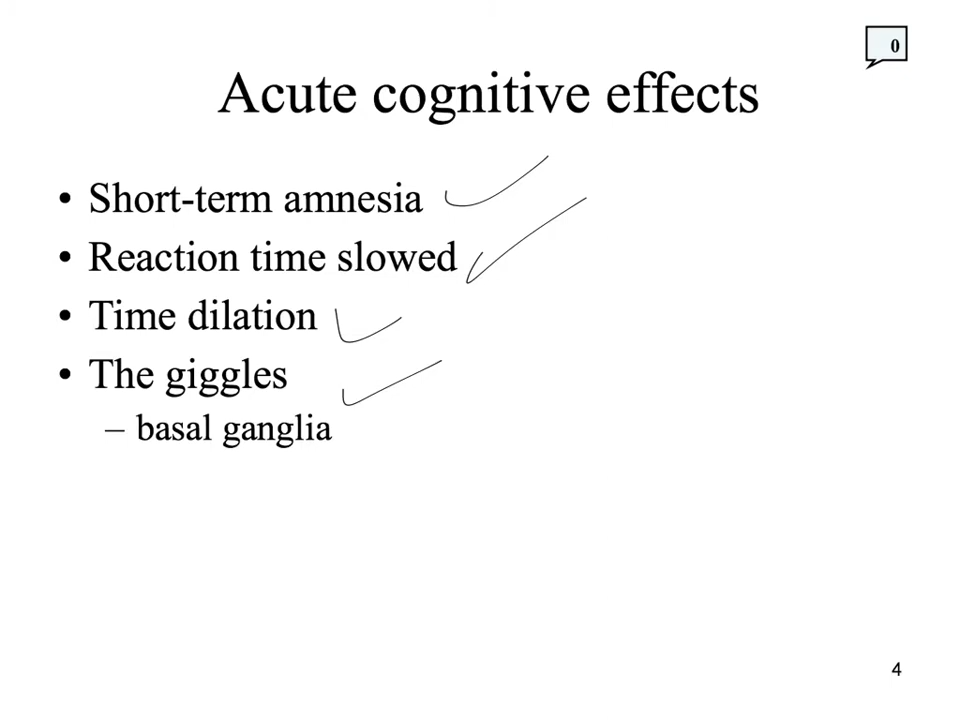 0
Acute cognitive effects
• Short-term amnesia
• Reaction time slowed
• Time dilation
• The giggles
– basal ganglia
4